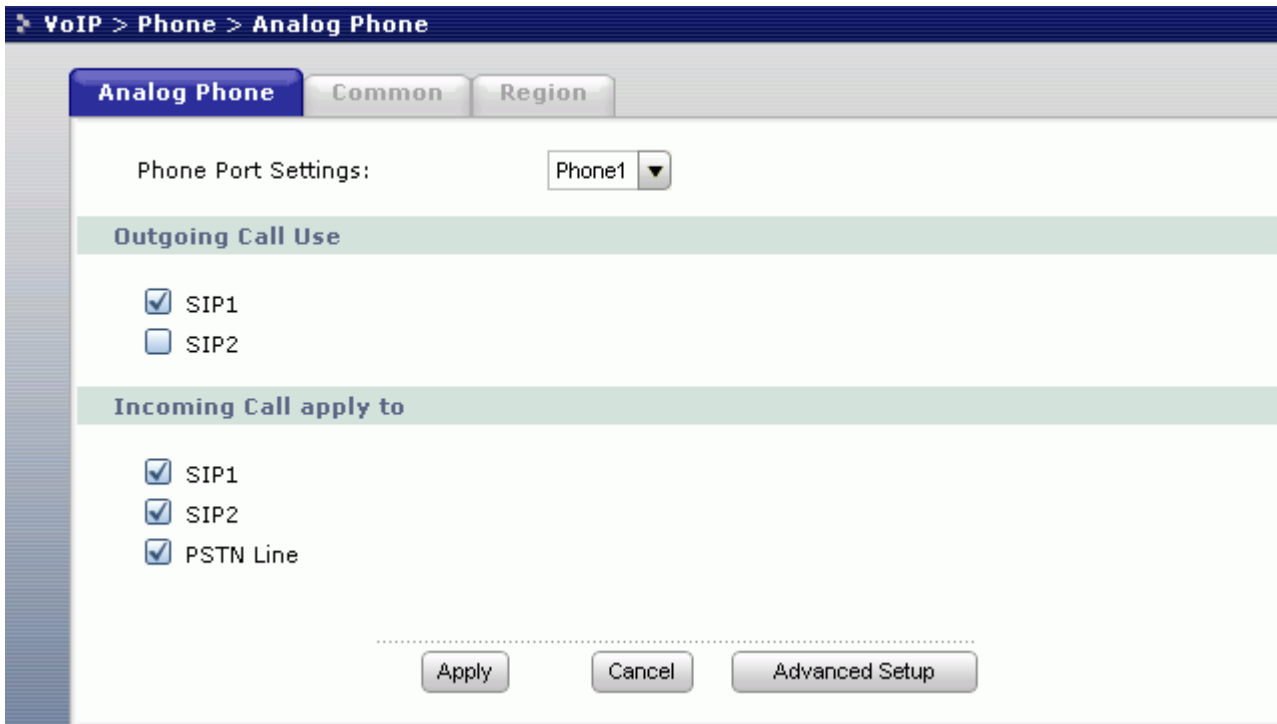 VoIP > Phone > Analog Phone
Analog Phone Common Region
Phone Port Settings: Phone1
Outgoing Call Use
SIP1
SIP2
Incoming Call apply to
SIP1
SIP2
PSTN Line
Apply Cancel Advanced Setup